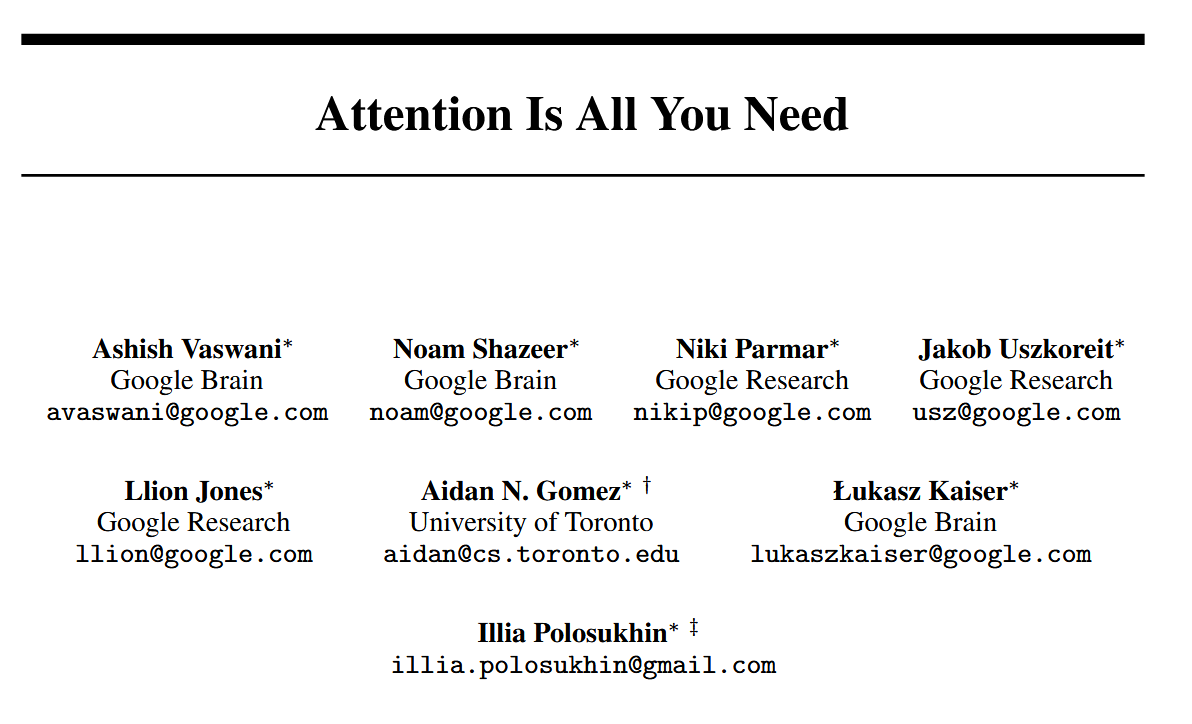 Attention Is All You Need
Ashish Vaswani* Noam Shazeer* Niki Parmar* Jakob Uszkoreit*
Google Brain Google Brain Google Research Google Research
avaswani@google.com noam@google.com nikip@google.com usz@google.com
Llion Jones* Aidan N. Gomez* † Łukasz Kaiser*
Google Research University of Toronto Google Brain
llion@google.com aidan@cs.toronto.edu lukaszkaiser@google.com
Illia Polosukhin* ‡
illia.polosukhin@gmail.com